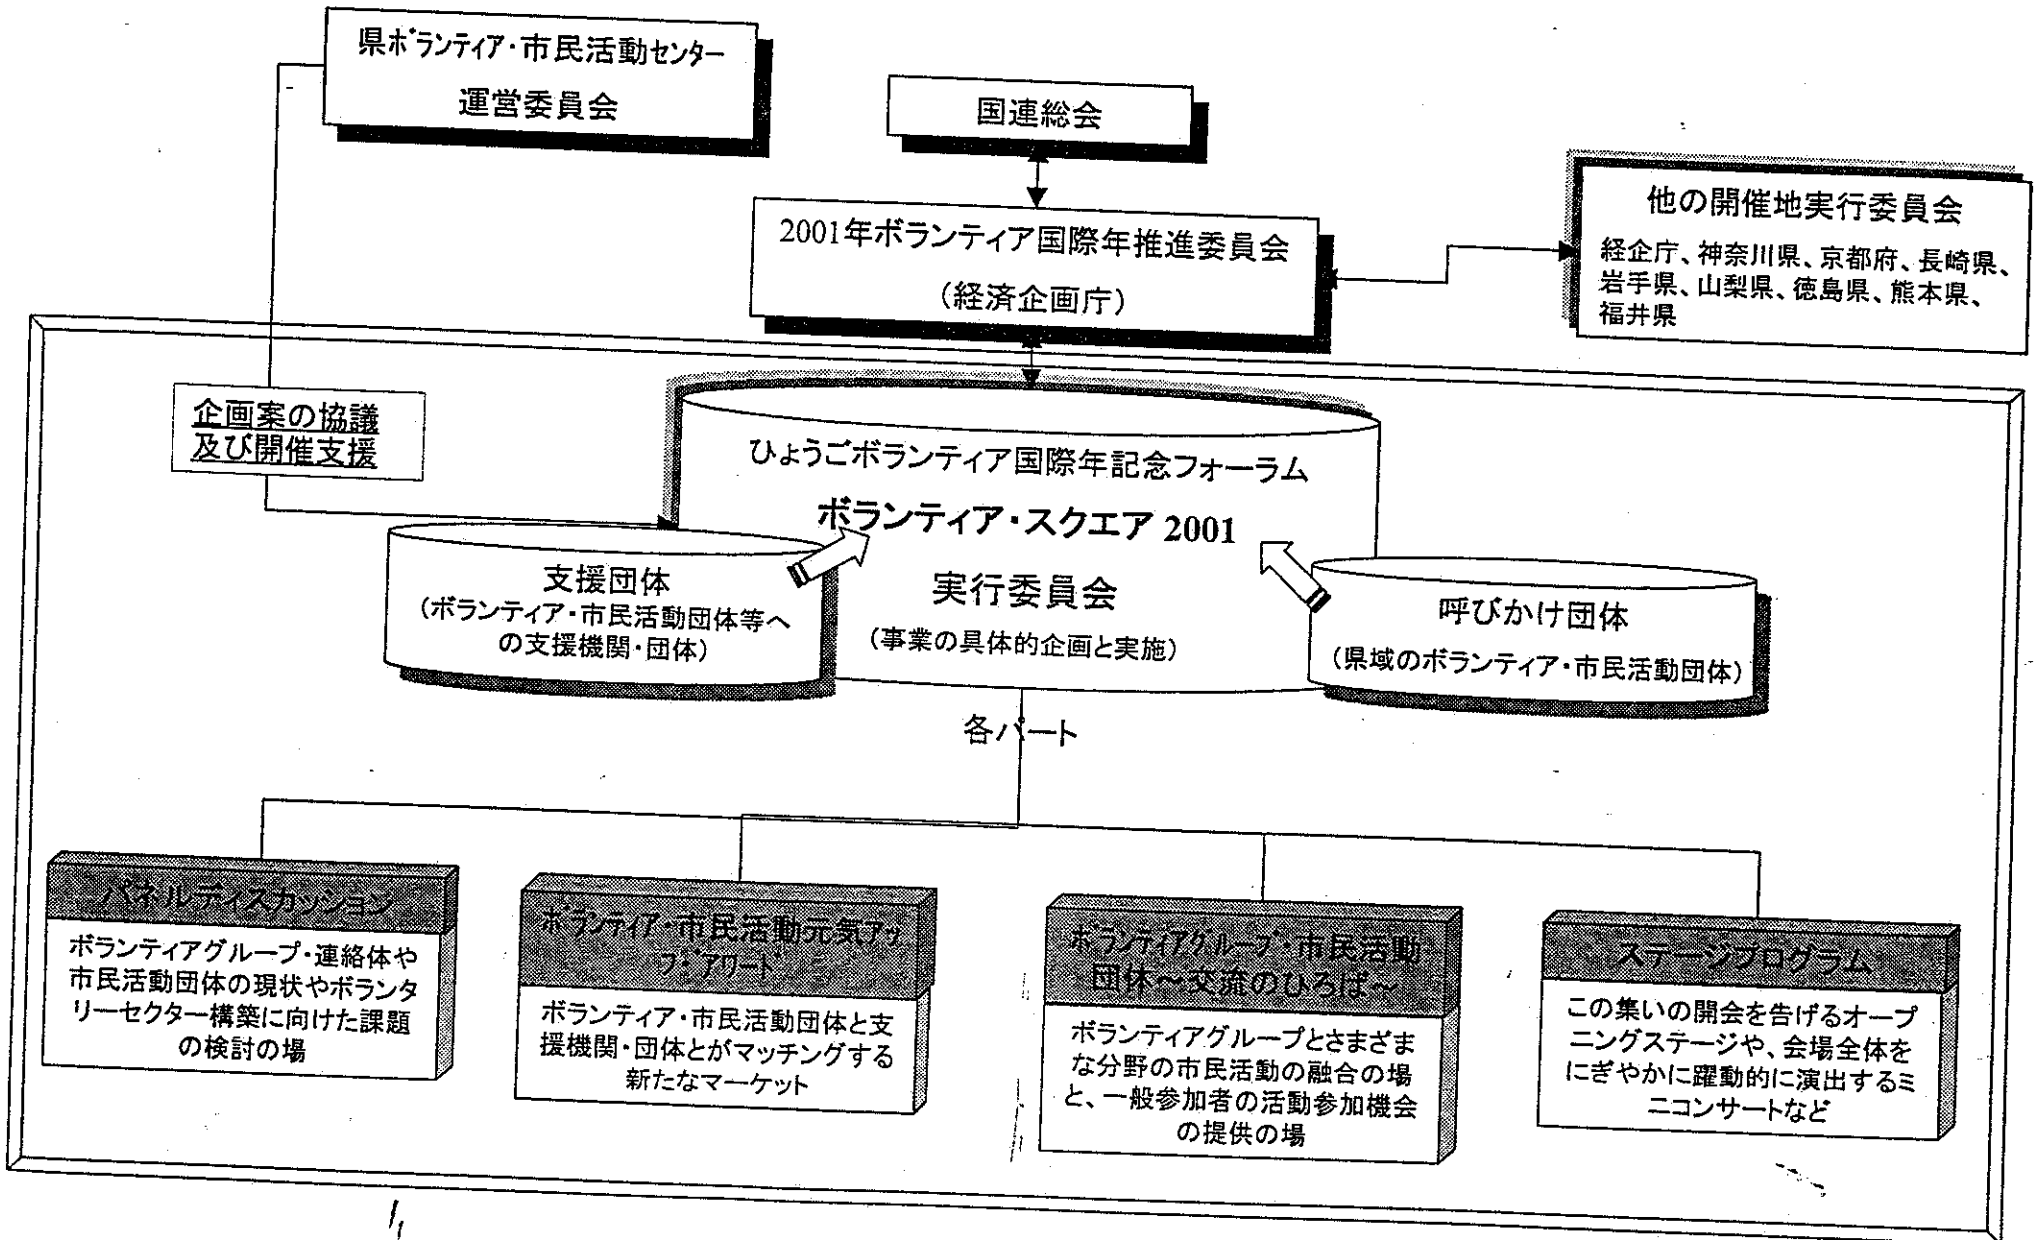 県ボランティア・市民活動センター
運営委員会
国連総会
2001年ボランティア国際年推進委員会
（経済企画庁）
他の開催地実行委員会
経企庁、神奈川県、京都府、長崎県、
岩手県、山梨県、徳島県、熊本県、
福井県
企画案の協議
及び開催支援
ひょうごボランティア国際年記念フォーラム
ボランティア・スクエア 2001
実行委員会
（事業の具体的企画と実施）
支援団体
（ボランティア・市民活動団体等へ
の支援機関・団体）
呼びかけ団体
（県域のボランティア・市民活動団体）
各パート
パネルディスカッション
ボランティアグループ・連絡体や
市民活動団体の現状やボランタ
リーセクター構築に向けた課題
の検討の場
ボランティア・市民活動元気アッ
プ・アワード
ボランティア・市民活動団体と支
援機関・団体とがマッチングする
新たなマーケット
ボランティアグループ・市民活動
団体～交流のひろば～
ボランティアグループとさまざま
な分野の市民活動の融合の場
と、一般参加者の活動参加機会
の提供の場
ステージプログラム
この集いの開会を告げるオープ
ニングステージや、会場全体を
にぎやかに躍動的に演出するミ
ニコンサートなど